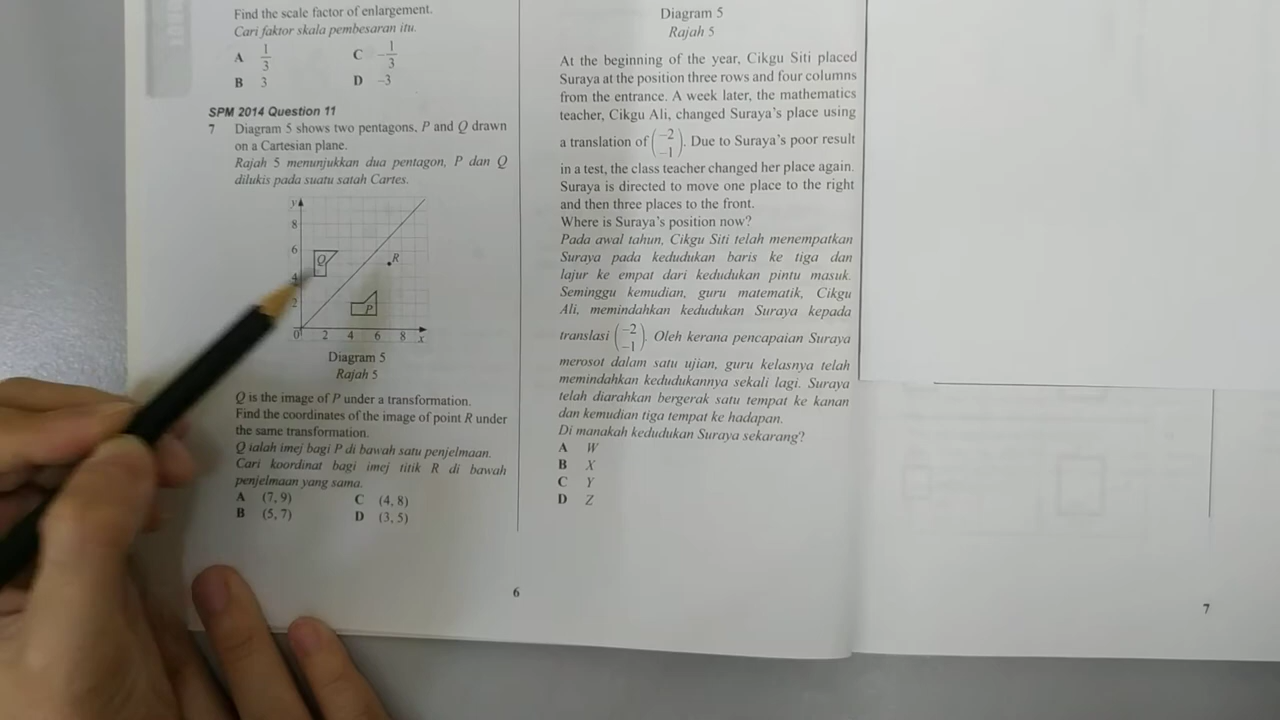 Find the scale factor of enlargement.
Cari faktor skala pembesaran itu.
A 1/3 C -1/3
B 3 D -3
SPM 2014 Question 11
7 Diagram 5 shows two pentagons, P and Q drawn
on a Cartesian plane.
Rajah 5 menunjukkan dua pentagon, P dan Q
dilukis pada suatu satah Cartes.
y
8
6
Q
R
4
2
P
0 2 4 6 8 x
Diagram 5
Rajah 5
Q is the image of P under a transformation.
Find the coordinates of the image of point R under
the same transformation.
Q ialah imej bagi P di bawah satu penjelmaan.
Cari koordinat bagi imej titik R di bawah
penjelmaan yang sama.
A (7, 9) C (4, 8)
B (5, 7) D (3, 5)
6
Diagram 5
Rajah 5
At the beginning of the year, Cikgu Siti placed
Suraya at the position three rows and four columns
from the entrance. A week later, the mathematics
teacher, Cikgu Ali, changed Suraya's place using
a translation of (-2 -1). Due to Suraya's poor result
in a test, the class teacher changed her place again.
Suraya is directed to move one place to the right
and then three places to the front.
Where is Suraya's position now?
Pada awal tahun, Cikgu Siti telah menempatkan
Suraya pada kedudukan baris ke tiga dan
lajur ke empat dari kedudukan pintu masuk.
Seminggu kemudian, guru matematik, Cikgu
Ali, memindahkan kedudukan Suraya kepada
translasi (-2 -1). Oleh kerana pencapaian Suraya
merosot dalam satu ujian, guru kelasnya telah
memindahkan kedudukannya sekali lagi. Suraya
telah diarahkan bergerak satu tempat ke kanan
dan kemudian tiga tempat ke hadapan.
Di manakah kedudukan Suraya sekarang?
A W
B X
C Y
D Z
7